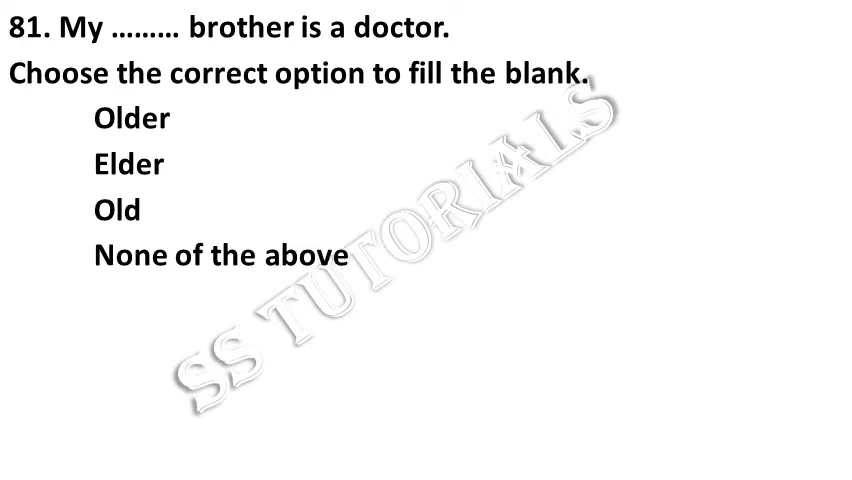 81. My ……… brother is a doctor.
Choose the correct option to fill the blank.
Older
Elder
Old
None of the above
SS TUTORIALS